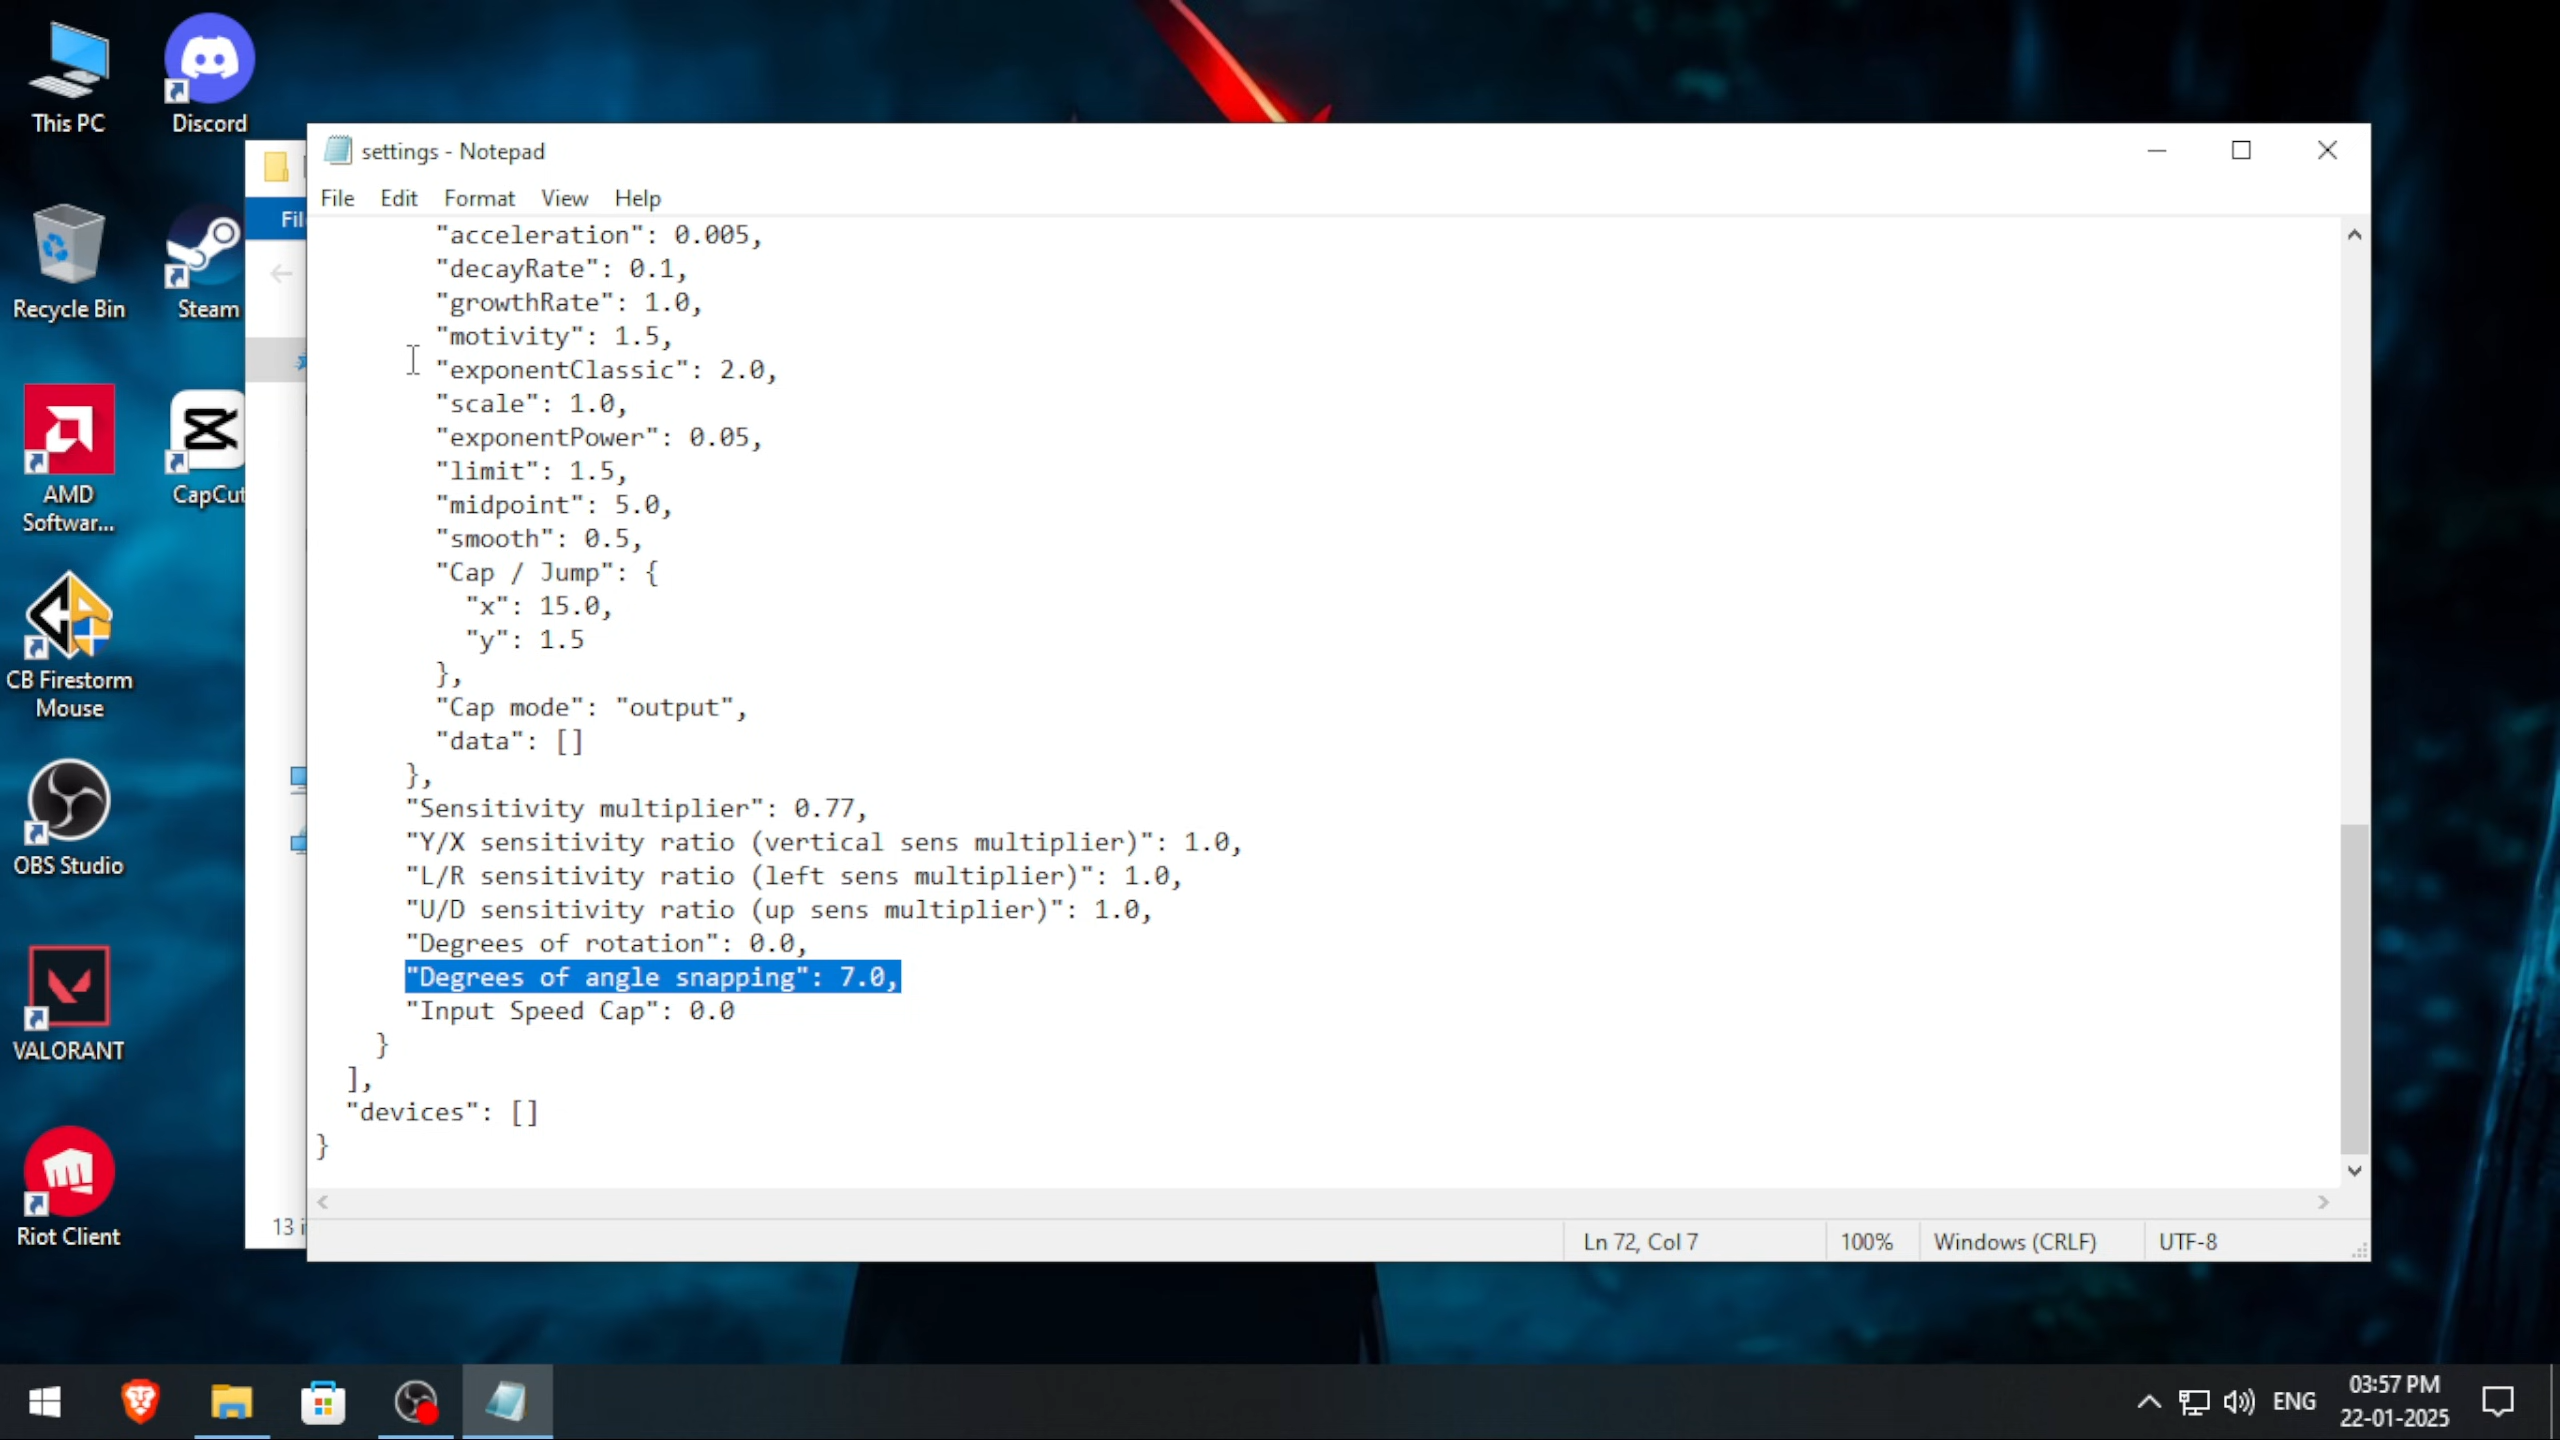 This PC
Discord
Recycle Bin
Steam
AMD
Softwar...
CapCut
CB Firestorm
Mouse
OBS Studio
VALORANT
Riot Client
settings - Notepad
File Edit Format View Help
"acceleration": 0.005,
"decayRate": 0.1,
"growthRate": 1.0,
"motivity": 1.5,
"exponentClassic": 2.0,
"scale": 1.0,
"exponentPower": 0.05,
"limit": 1.5,
"midpoint": 5.0,
"smooth": 0.5,
"Cap / Jump": {
"x": 15.0,
"y": 1.5
},
"Cap mode": "output",
"data": []
},
"Sensitivity multiplier": 0.77,
"Y/X sensitivity ratio (vertical sens multiplier)": 1.0,
"L/R sensitivity ratio (left sens multiplier)": 1.0,
"U/D sensitivity ratio (up sens multiplier)": 1.0,
"Degrees of rotation": 0.0,
"Degrees of angle snapping": 7.0,
"Input Speed Cap": 0.0
}
],
"devices": []
}
13
Ln 72, Col 7 100% Windows (CRLF) UTF-8
ENG
03:57 PM
22-01-2025